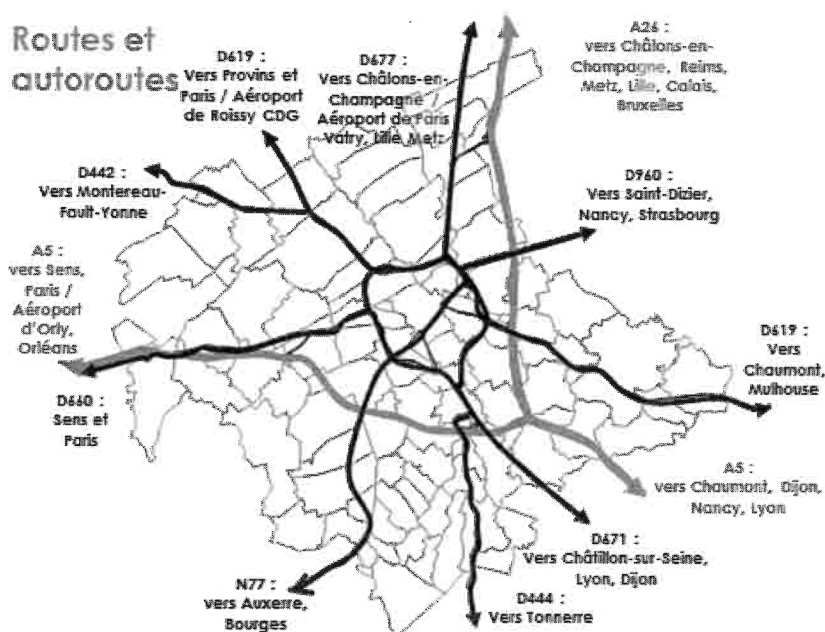 Routes et
autoroutes
D619 :
Vers Provins et
Paris / Aéroport
de Roissy CDG
D677 :
Vers Châlons-en-
Champagne /
Aéroport de Paris
Vatry, Lille Metz
A26 :
vers Châlons-en-
Champagne, Reims,
Metz, Lille, Calais,
Bruxelles
D442 :
Vers Montereau-
Fault-Yonne
D960 :
Vers Saint-Dizier,
Nancy, Strasbourg
A5 :
vers Sens,
Paris /
Aéroport
d'Orly,
Orléans
D619 :
Vers
Chaumont,
Mulhouse
D660 :
Sens et
Paris
A5 :
vers Chaumont, Dijon,
Nancy, Lyon
D671 :
Vers Châtillon-sur-Seine,
Lyon, Dijon
N77 :
vers Auxerre,
Bourges
D444 :
Vers Tonnerre